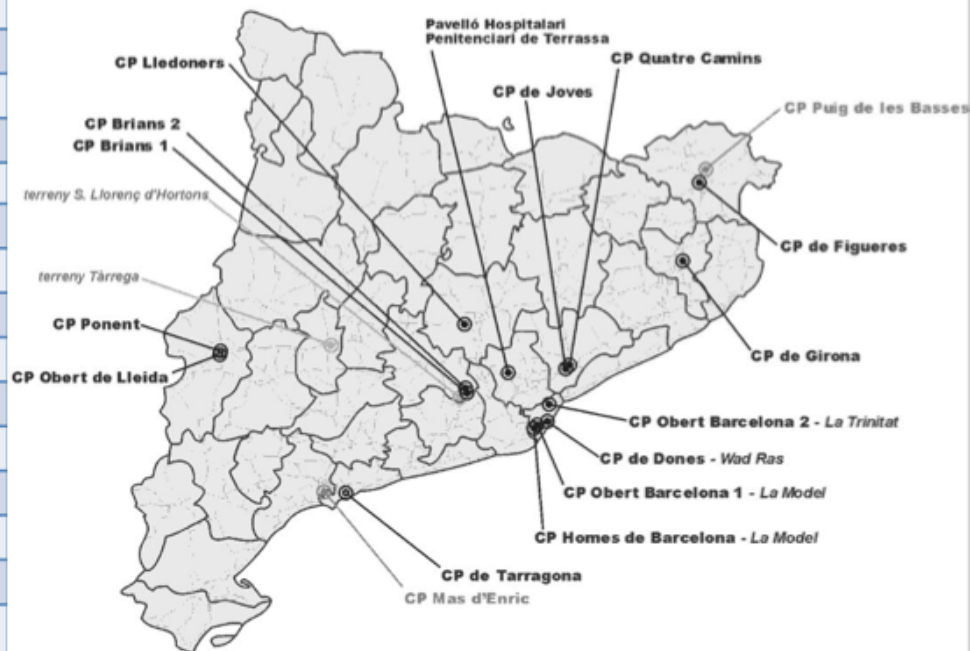 Pavelló Hospitalari
Penitenciari de Terrassa
CP Lledoners
CP Quatre Camins
CP de Joves
CP Puig de les Basses
CP Brians 2
CP Brians 1
terreny S. Llorenç d'Hortons
CP de Figueres
terreny Tàrrega
CP Ponent
CP de Girona
CP Obert de Lleida
CP Obert Barcelona 2 - La Trinitat
CP de Dones - Wad Ras
CP Obert Barcelona 1 - La Model
CP Homes de Barcelona - La Model
CP de Tarragona
CP Mas d'Enric